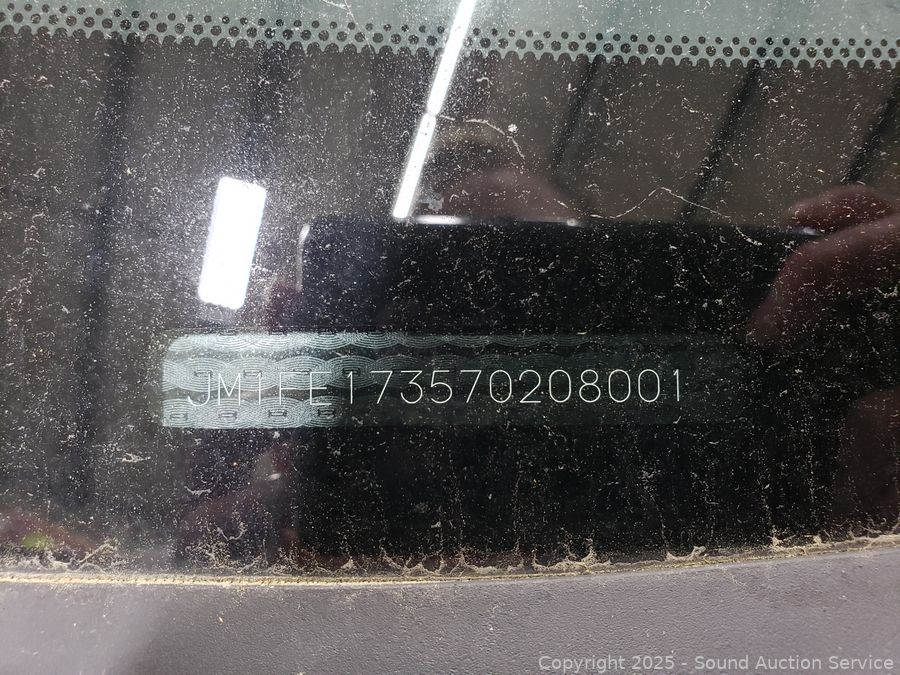 JM1FE173570208001
Copyright 2025 - Sound Auction Service